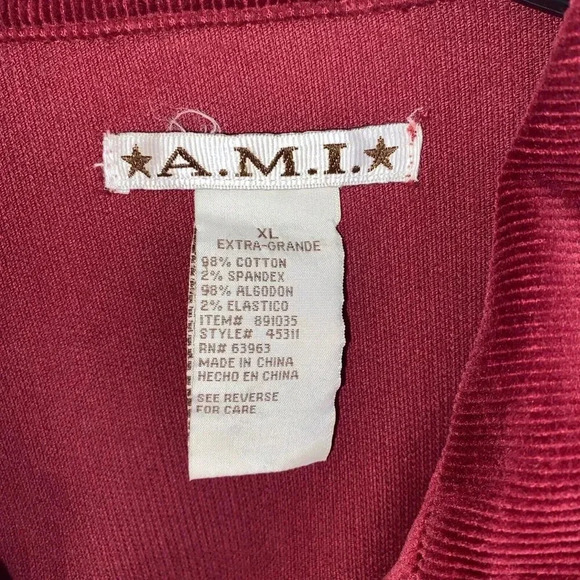 ★A.M.I.★
XL
EXTRA-GRANDE
98% COTTON
2% SPANDEX
98% ALGODON
2% ELASTICO
ITEM# 891035
STYLE# 45311
RN# 63963
MADE IN CHINA
HECHO EN CHINA
SEE REVERSE
FOR CARE